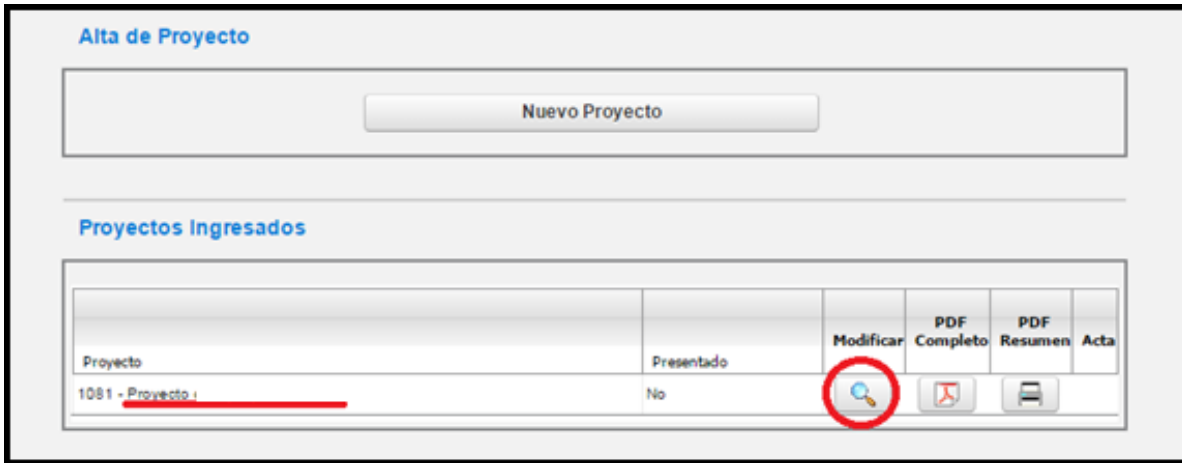 Alta de Proyecto
Nuevo Proyecto
Proyectos Ingresados
Proyecto Presentado Modificar PDF Completo PDF Resumen Acta
1081 - Proyecto No